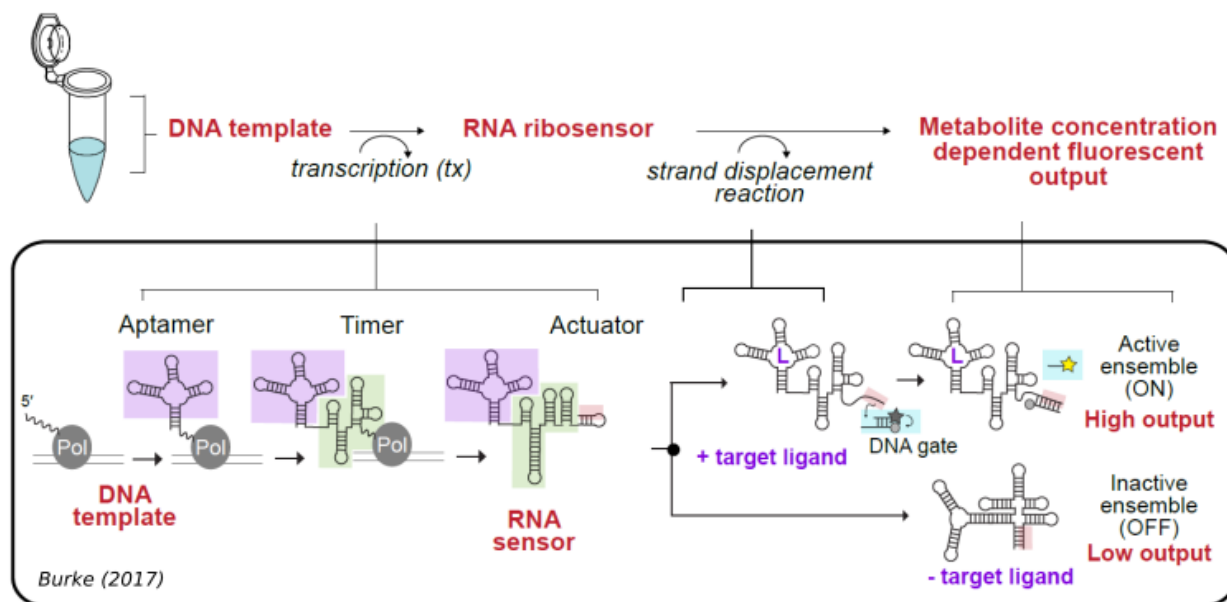 DNA template
transcription (tx)
RNA ribosensor
strand displacement
reaction
Metabolite concentration
dependent fluorescent
output
Aptamer
Timer
Actuator
5'
Pol
Pol
Pol
DNA
template
RNA
sensor
L
+ target ligand
DNA gate
L
Active
ensemble
(ON)
High output
Inactive
ensemble
(OFF)
Low output
- target ligand
Burke (2017)